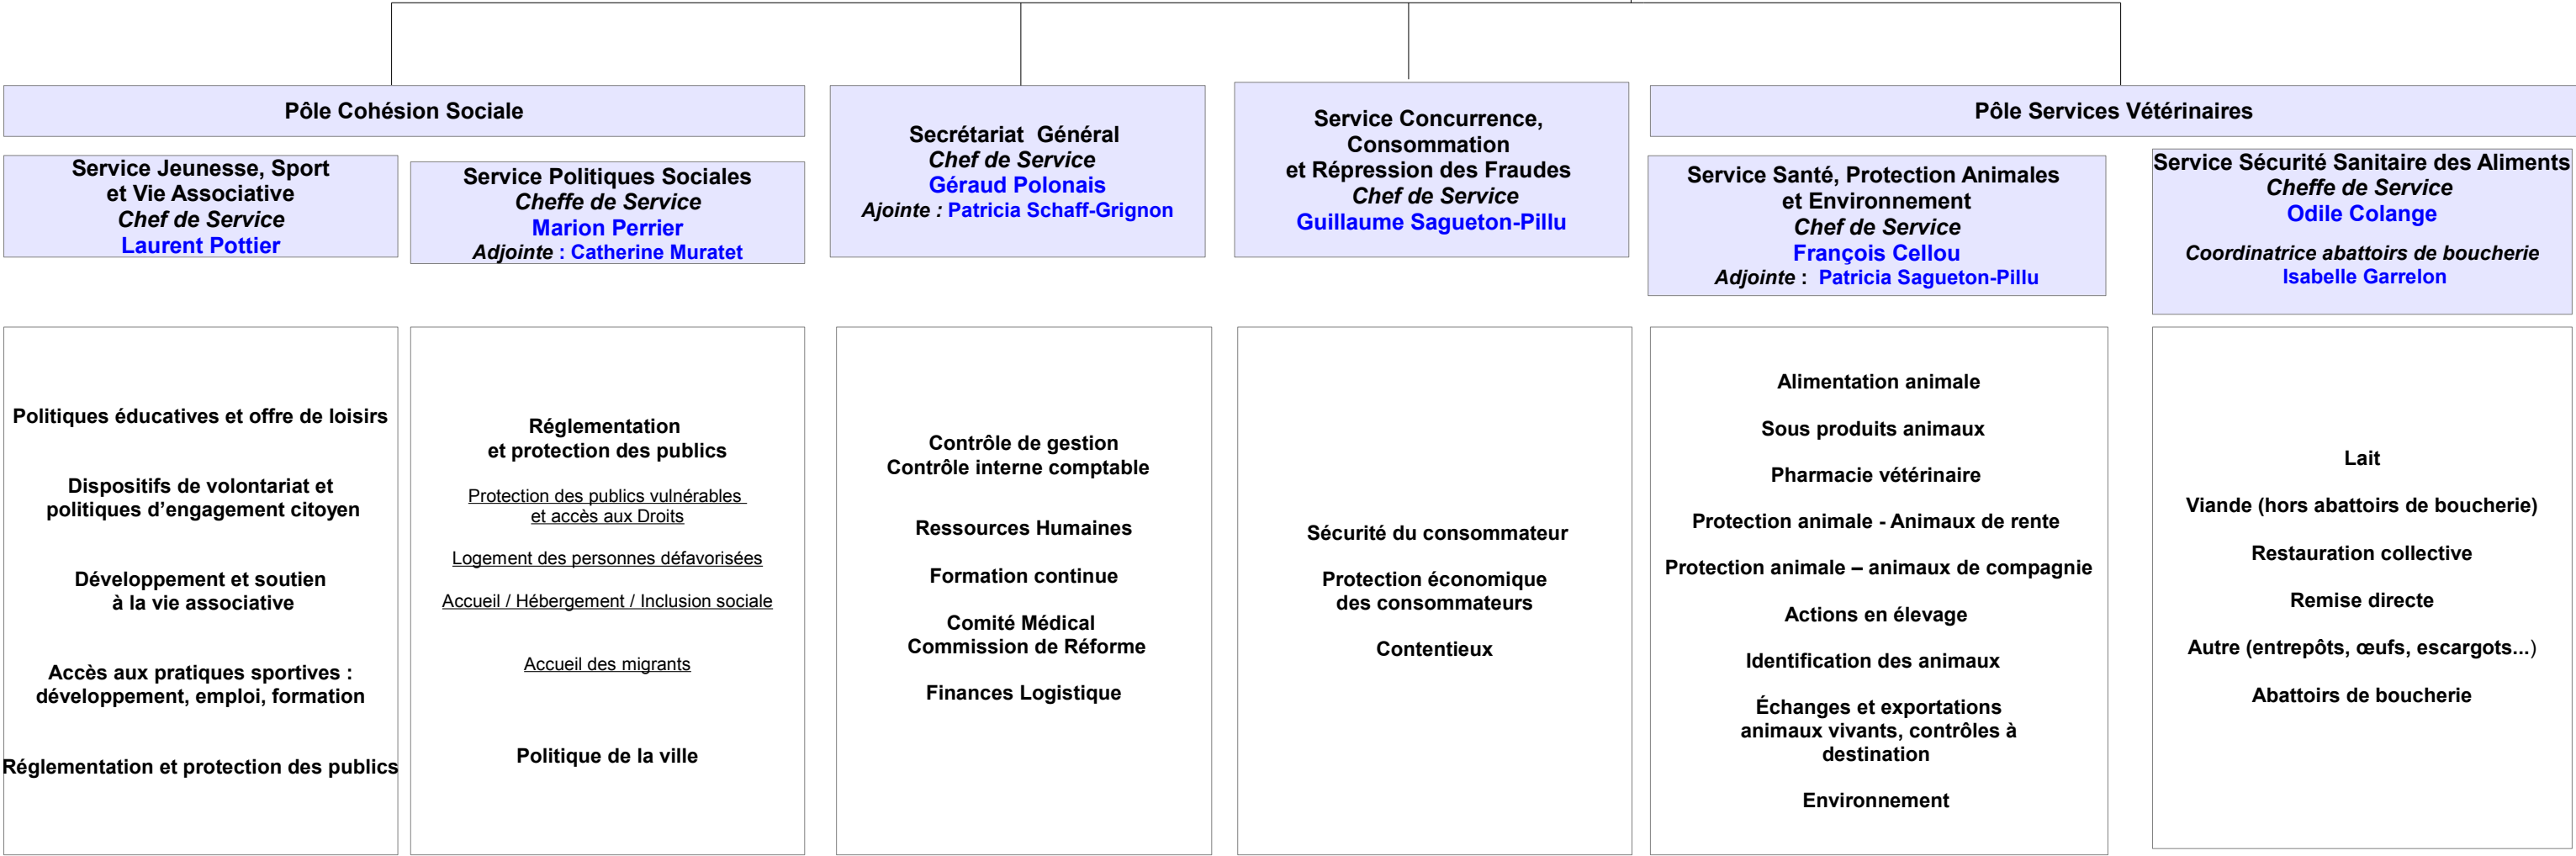 Pôle Cohésion Sociale
Service Jeunesse, Sport
et Vie Associative
Chef de Service
Laurent Pottier
Service Politiques Sociales
Cheffe de Service
Marion Perrier
Adjointe : Catherine Muratet
Secrétariat Général
Chef de Service
Géraud Polonais
Ajointe : Patricia Schaff-Grignon
Service Concurrence,
Consommation
et Répression des Fraudes
Chef de Service
Guillaume Sagueton-Pillu
Pôle Services Vétérinaires
Service Santé, Protection Animales
et Environnement
Chef de Service
François Cellou
Adjointe : Patricia Sagueton-Pillu
Service Sécurité Sanitaire des Aliments
Cheffe de Service
Odile Colange
Coordinatrice abattoirs de boucherie
Isabelle Garrelon
Politiques éducatives et offre de loisirs
Dispositifs de volontariat et
politiques d’engagement citoyen
Développement et soutien
à la vie associative
Accès aux pratiques sportives :
développement, emploi, formation
Réglementation et protection des publics
Réglementation
et protection des publics
Protection des publics vulnérables
et accès aux Droits
Logement des personnes défavorisées
Accueil / Hébergement / Inclusion sociale
Accueil des migrants
Politique de la ville
Contrôle de gestion
Contrôle interne comptable
Ressources Humaines
Formation continue
Comité Médical
Commission de Réforme
Finances Logistique
Sécurité du consommateur
Protection économique
des consommateurs
Contentieux
Alimentation animale
Sous produits animaux
Pharmacie vétérinaire
Protection animale - Animaux de rente
Protection animale – animaux de compagnie
Actions en élevage
Identification des animaux
Échanges et exportations
animaux vivants, contrôles à
destination
Environnement
Lait
Viande (hors abattoirs de boucherie)
Restauration collective
Remise directe
Autre (entrepôts, œufs, escargots...)
Abattoirs de boucherie